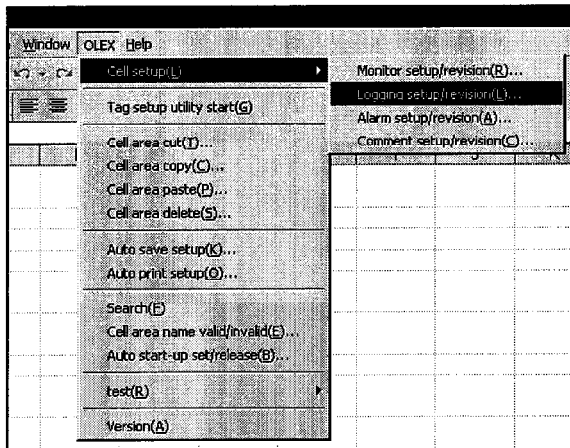 Window OLEX Help
Cell setup(L)
Tag setup utility start(G)
Cell area cut(T)...
Cell area copy(C)...
Cell area paste(P)...
Cell area delete(S)...
Auto save setup(K)...
Auto print setup(O)...
Search(F)
Cell area name valid/invalid(E)...
Auto start-up set/release(B)...
test(R)
Version(A)
Monitor setup/revision(R)...
Logging setup/revision(L)...
Alarm setup/revision(A)...
Comment setup/revision(C)...